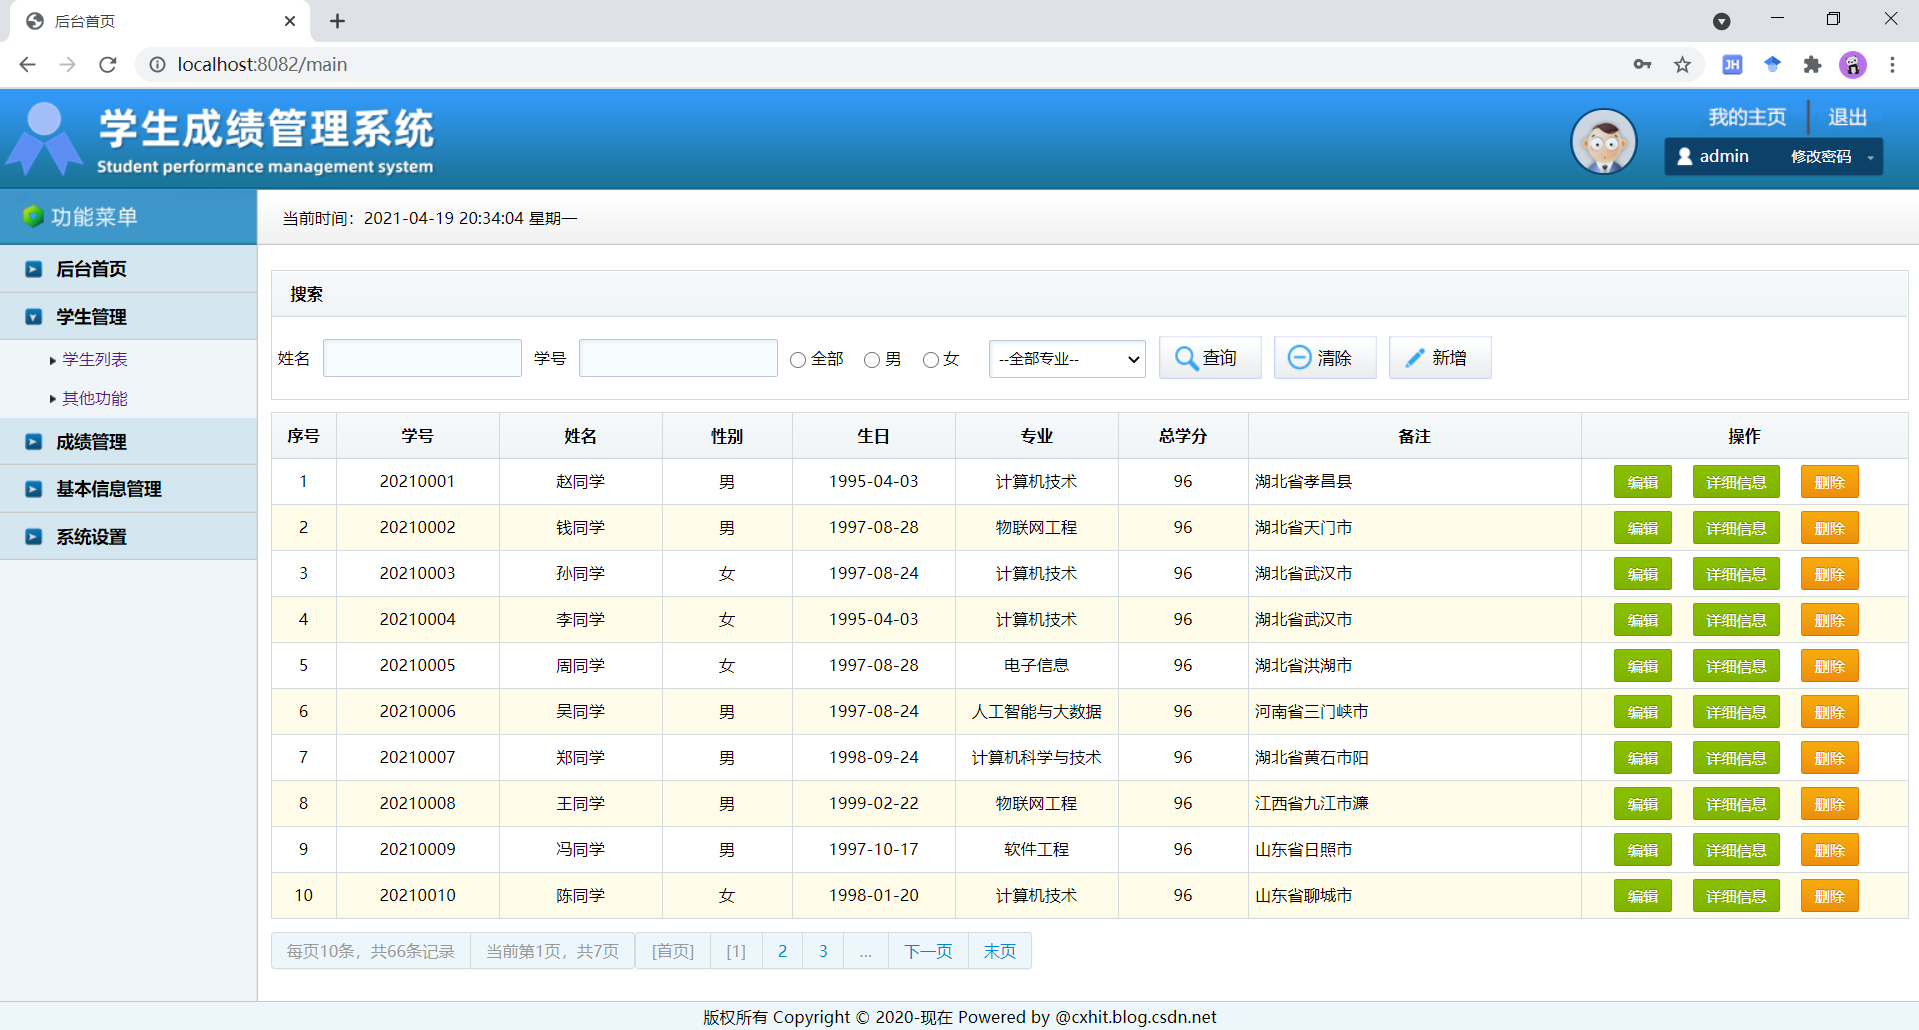 后台首页
localhost:8082/main
JH
学生成绩管理系统
Student performance management system
我的主页 退出
admin 修改密码
功能菜单
当前时间：2021-04-19 20:34:04 星期一
后台首页
学生管理
学生列表
其他功能
成绩管理
基本信息管理
系统设置
搜索
姓名 学号 全部 男 女 --全部专业-- 查询 清除 新增
序号 学号 姓名 性别 生日 专业 总学分 备注 操作
1 20210001 赵同学 男 1995-04-03 计算机技术 96 湖北省孝昌县 编辑 详细信息 删除
2 20210002 钱同学 男 1997-08-28 物联网工程 96 湖北省天门市 编辑 详细信息 删除
3 20210003 孙同学 女 1997-08-24 计算机技术 96 湖北省武汉市 编辑 详细信息 删除
4 20210004 李同学 女 1995-04-03 计算机技术 96 湖北省武汉市 编辑 详细信息 删除
5 20210005 周同学 女 1997-08-28 电子信息 96 湖北省洪湖市 编辑 详细信息 删除
6 20210006 吴同学 男 1997-08-24 人工智能与大数据 96 河南省三门峡市 编辑 详细信息 删除
7 20210007 郑同学 男 1998-09-24 计算机科学与技术 96 湖北省黄石市阳 编辑 详细信息 删除
8 20210008 王同学 男 1999-02-22 物联网工程 96 江西省九江市濂 编辑 详细信息 删除
9 20210009 冯同学 男 1997-10-17 软件工程 96 山东省日照市 编辑 详细信息 删除
10 20210010 陈同学 女 1998-01-20 计算机技术 96 山东省聊城市 编辑 详细信息 删除
每页10条，共66条记录 当前第1页，共7页 [首页] [1] 2 3 ... 下一页 末页
版权所有 Copyright © 2020-现在 Powered by @cxhit.blog.csdn.net